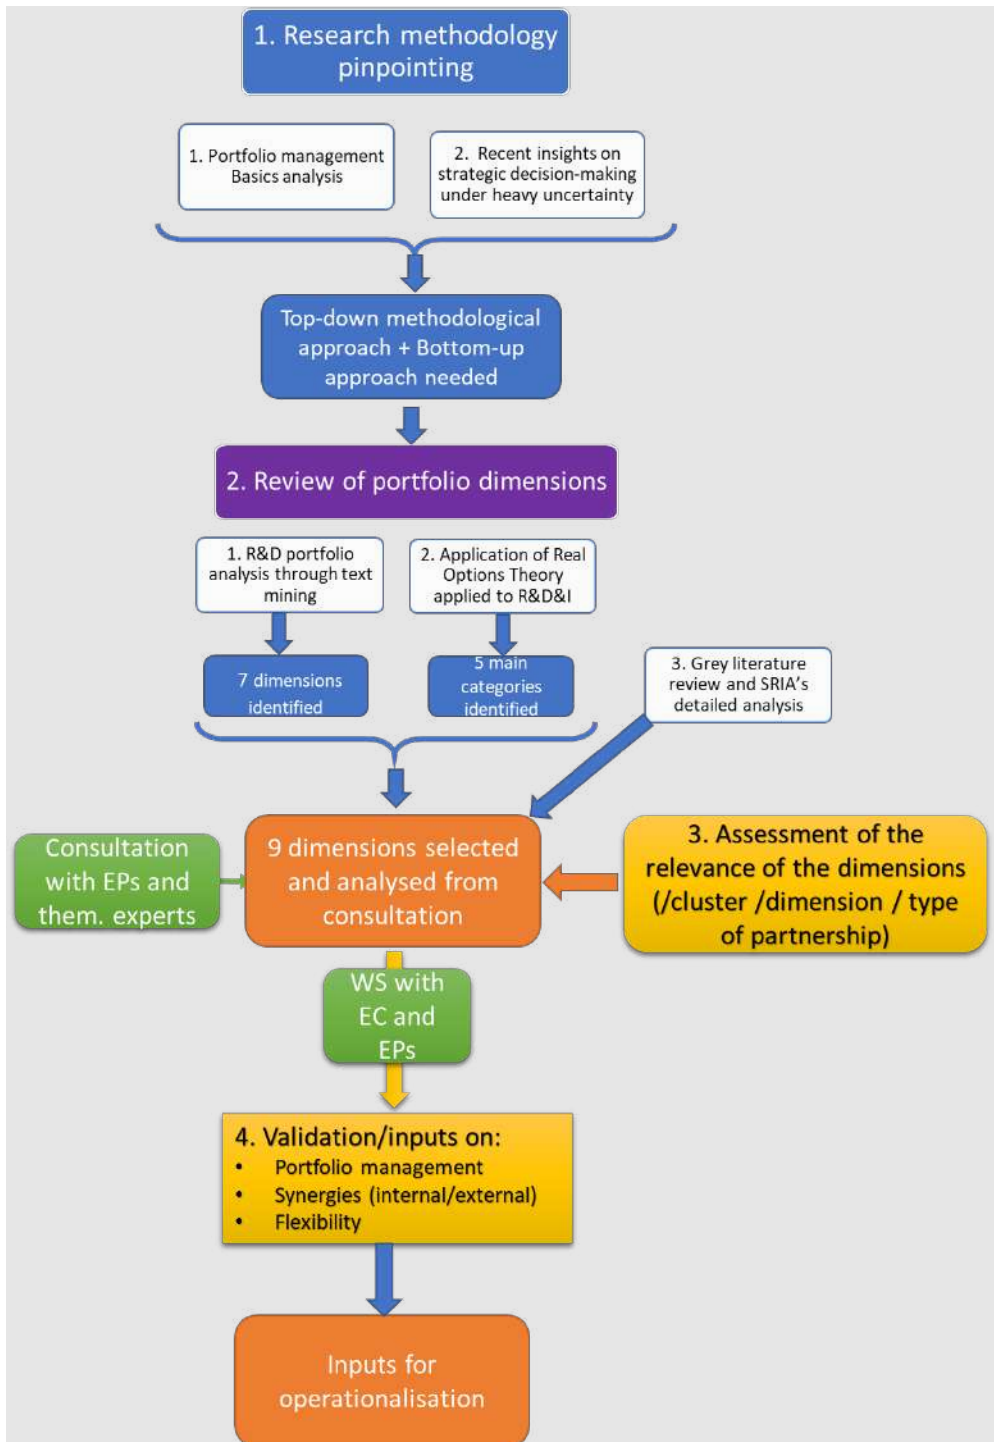 1. Research methodology
pinpointing
1. Portfolio management
Basics analysis
2. Recent insights on
strategic decision-making
under heavy uncertainty
Top-down methodological
approach + Bottom-up
approach needed
2. Review of portfolio dimensions
1. R&D portfolio
analysis through text
mining
2. Application of Real
Options Theory
applied to R&D&I
7 dimensions
identified
5 main
categories
identified
3. Grey literature
review and SRIA's
detailed analysis
Consultation
with EPs and
them. experts
9 dimensions selected
and analysed from
consultation
3. Assessment of the
relevance of the dimensions
(/cluster /dimension / type
of partnership)
WS with
EC and
EPs
4. Validation/inputs on:
• Portfolio management
• Synergies (internal/external)
• Flexibility
Inputs for
operationalisation